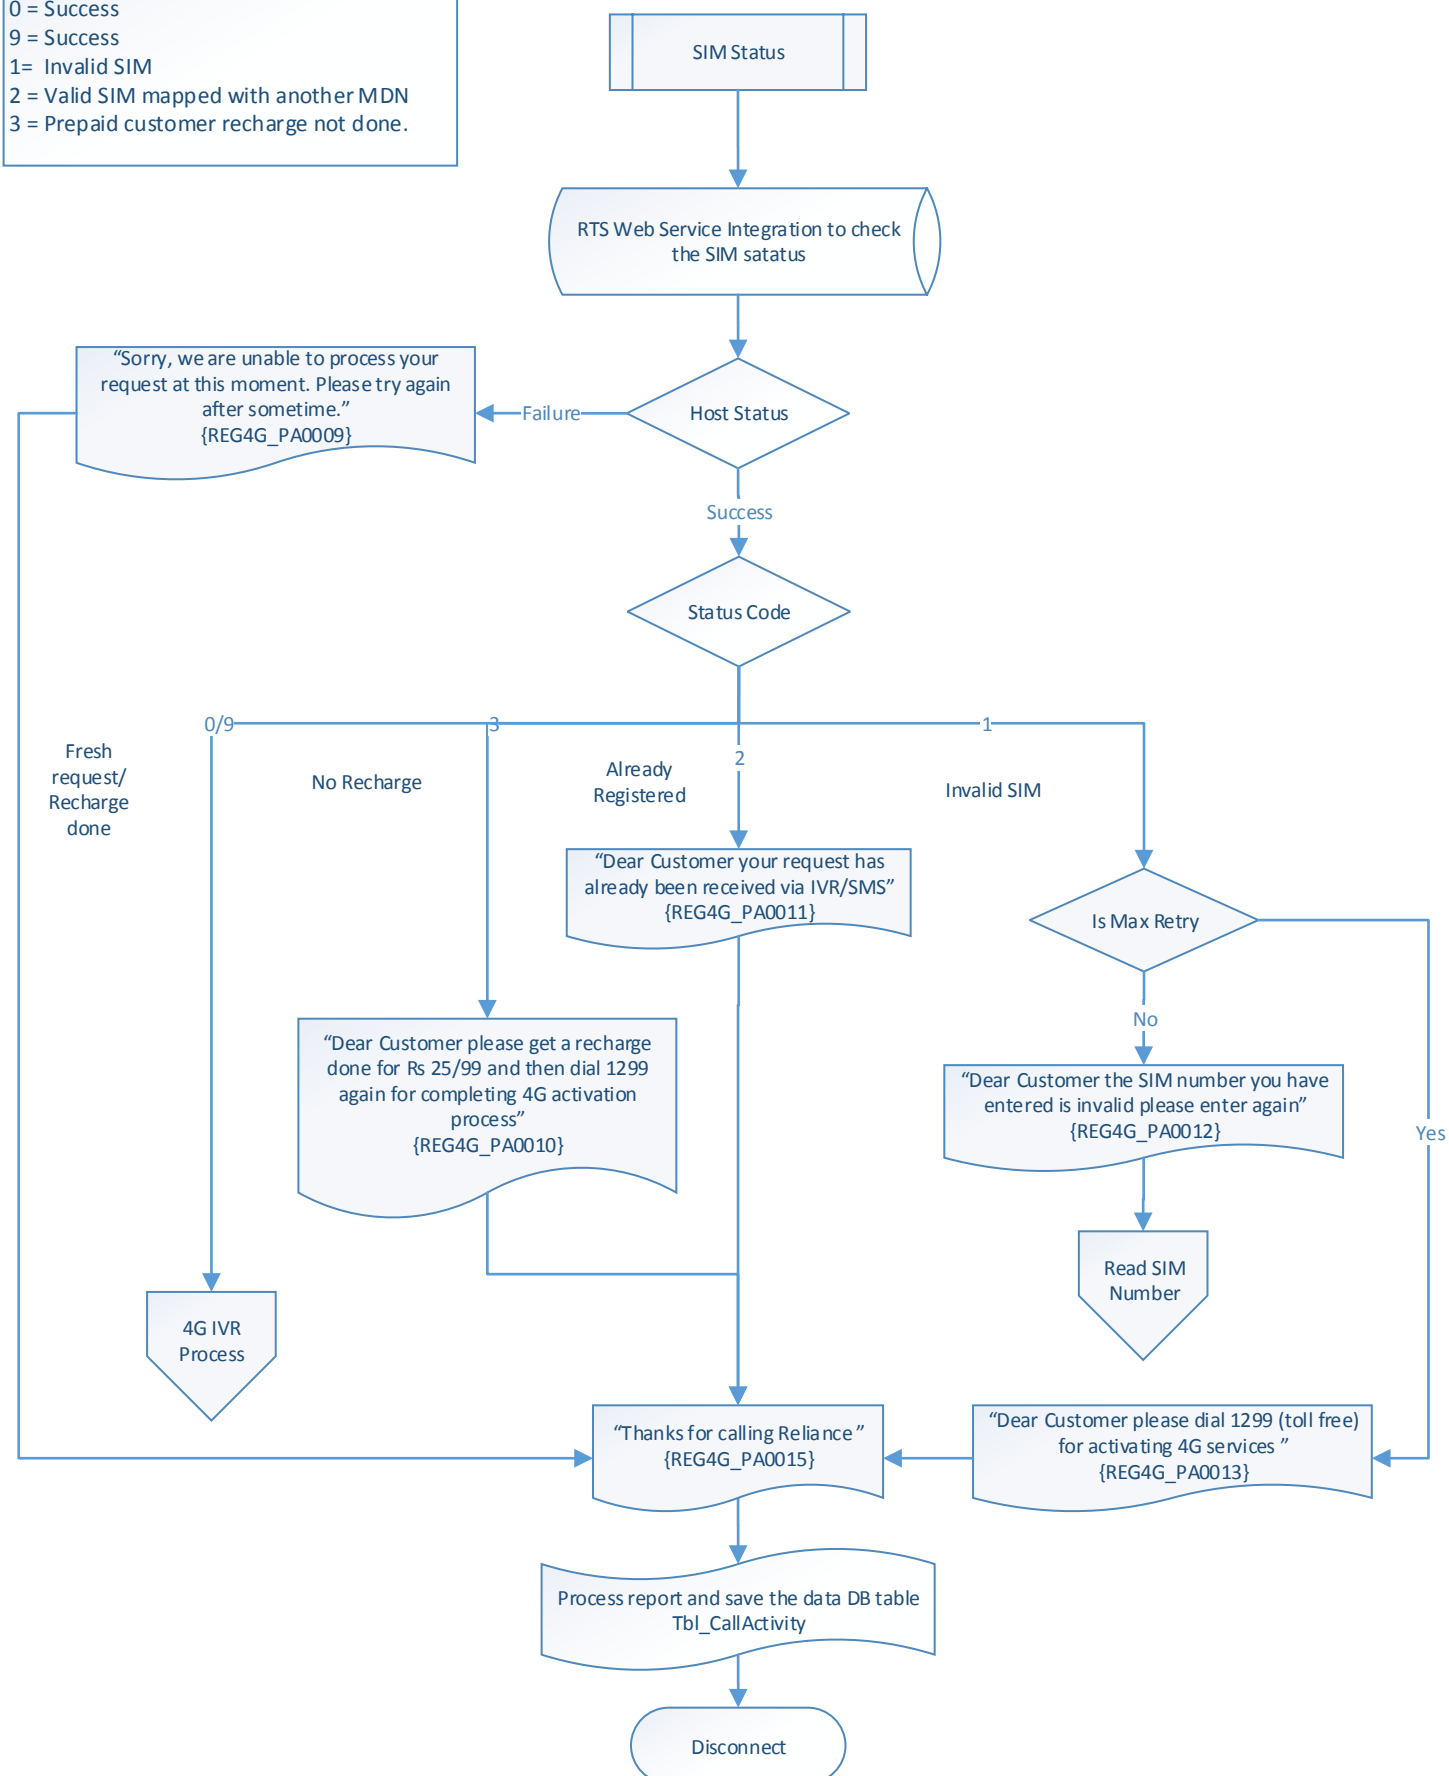 0 = Success
9 = Success
1=  Invalid SIM
2 = Valid SIM mapped with another MDN
3 = Prepaid customer recharge not done.
SIM Status
RTS Web Service Integration to check
the SIM satatus
“Sorry, we are unable to process your
request at this moment. Please try again
after sometime.”
{REG4G_PA0009}
Failure
Host Status
Success
Status Code
0/9
3
2
1
Fresh
request/
Recharge
done
No Recharge
Already
Registered
Invalid SIM
“Dear Customer your request has
already been received via IVR/SMS”
{REG4G_PA0011}
Is Max Retry
No
Yes
“Dear Customer please get a recharge
done for Rs 25/99 and then dial 1299
again for completing 4G activation
process”
{REG4G_PA0010}
“Dear Customer the SIM number you have
entered is invalid please enter again”
{REG4G_PA0012}
Read SIM
Number
4G IVR
Process
“Thanks for calling Reliance ”
{REG4G_PA0015}
“Dear Customer please dial 1299 (toll free)
for activating 4G services ”
{REG4G_PA0013}
Process report and save the data DB table
Tbl_CallActivity
Disconnect